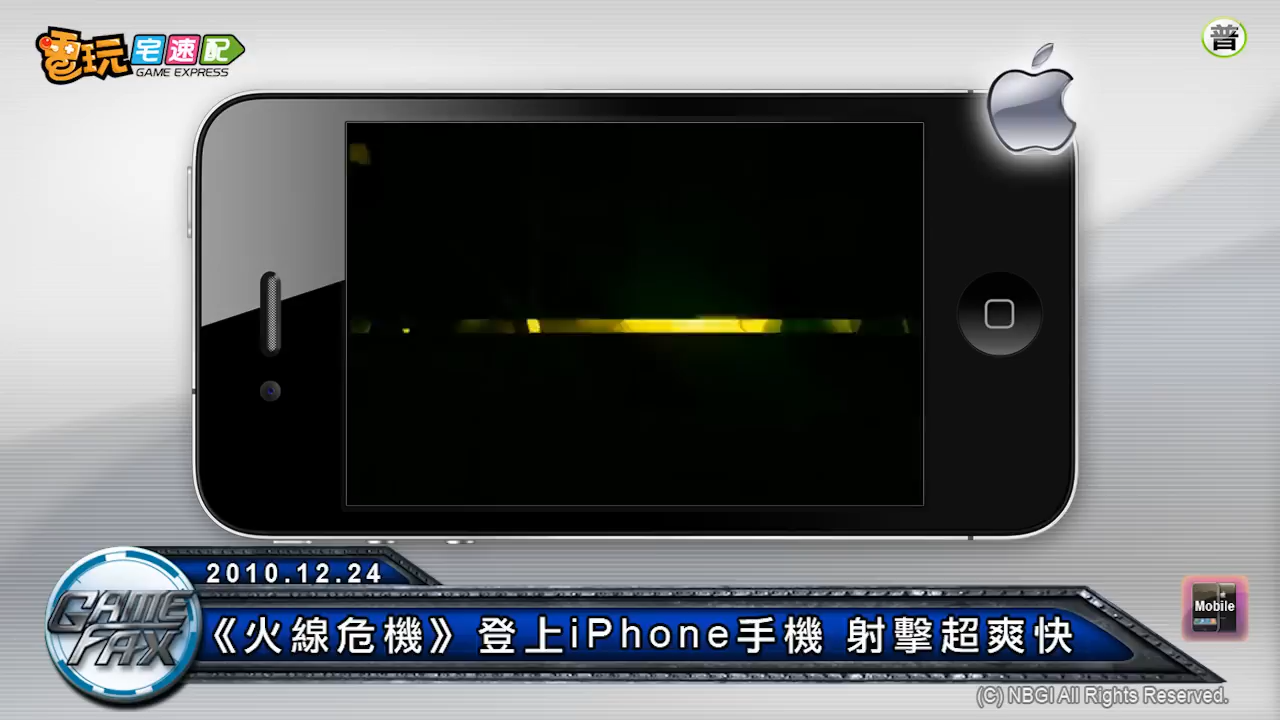 電玩宅速配
GAME EXPRESS
普
2010.12.24
GAME
FAX
《火線危機》登上iPhone手機 射擊超爽快
Mobile
(C) NBGI All Rights Reserved.